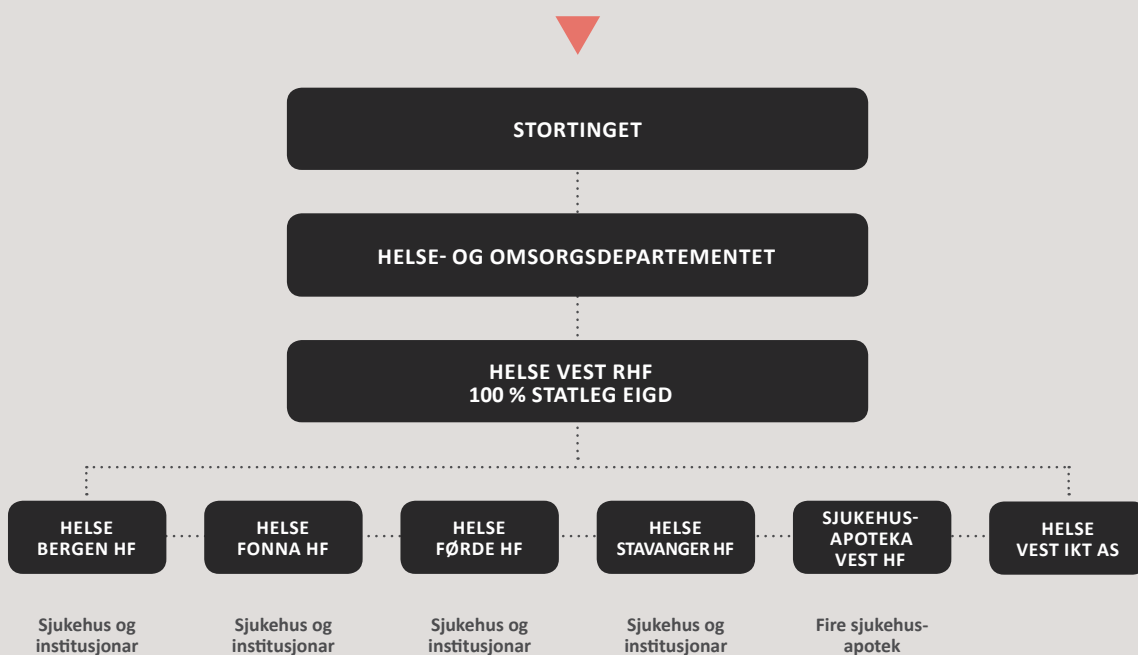 STORTINGET
HELSE- OG OMSORGSDEPARTEMENTET
HELSE VEST RHF
100 % STATLEG EIGD
HELSE
BERGEN HF
HELSE
FONNA HF
HELSE
FØRDE HF
HELSE
STAVANGER HF
SJUKEHUS-
APOTEKA
VEST HF
HELSE
VEST IKT AS
Sjukehus og
institusjonar
Sjukehus og
institusjonar
Sjukehus og
institusjonar
Sjukehus og
institusjonar
Fire sjukehus-
apotek